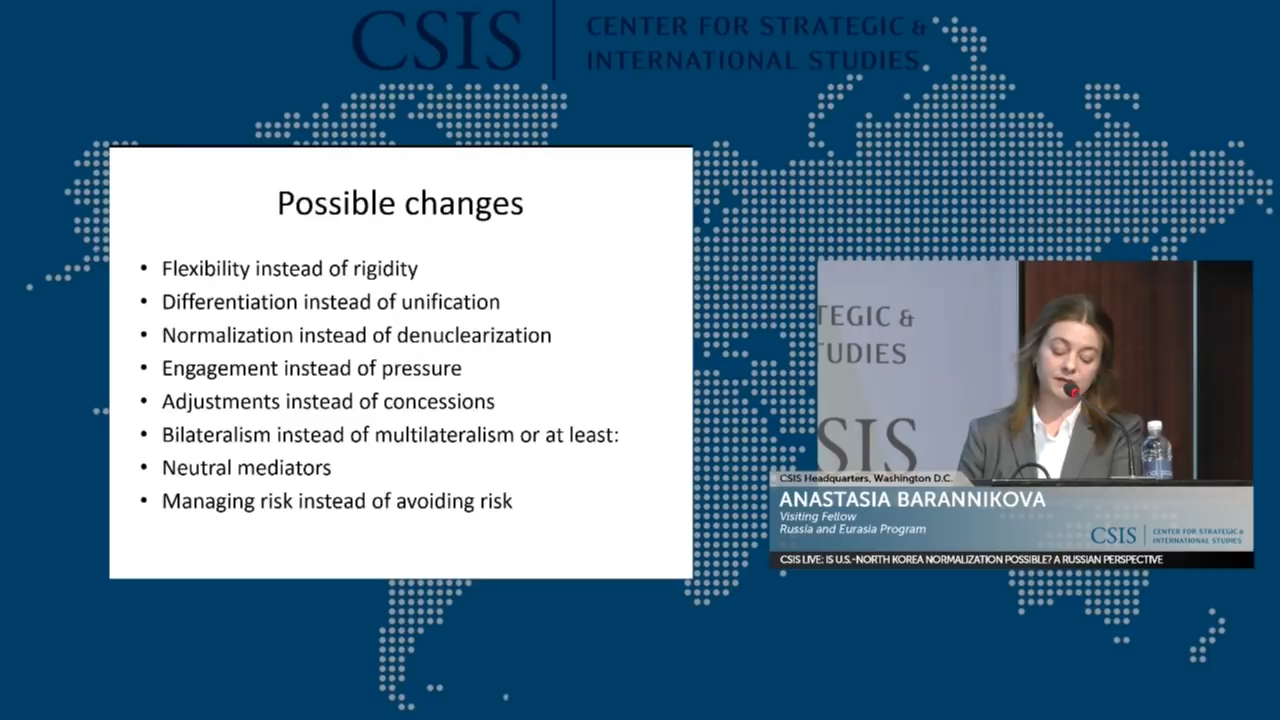 CSIS
CENTER FOR STRATEGIC &
INTERNATIONAL STUDIES
Possible changes
• Flexibility instead of rigidity
• Differentiation instead of unification
• Normalization instead of denuclearization
• Engagement instead of pressure
• Adjustments instead of concessions
• Bilateralism instead of multilateralism or at least:
• Neutral mediators
• Managing risk instead of avoiding risk
TEGIC &
TUDIES
SIS
CSIS Headquarters, Washington D.C.
ANASTASIA BARANNIKOVA
Visiting Fellow
Russia and Eurasia Program
CSIS
CENTER FOR STRATEGIC &
INTERNATIONAL STUDIES
CSIS LIVE: IS U.S.-NORTH KOREA NORMALIZATION POSSIBLE? A RUSSIAN PERSPECTIVE